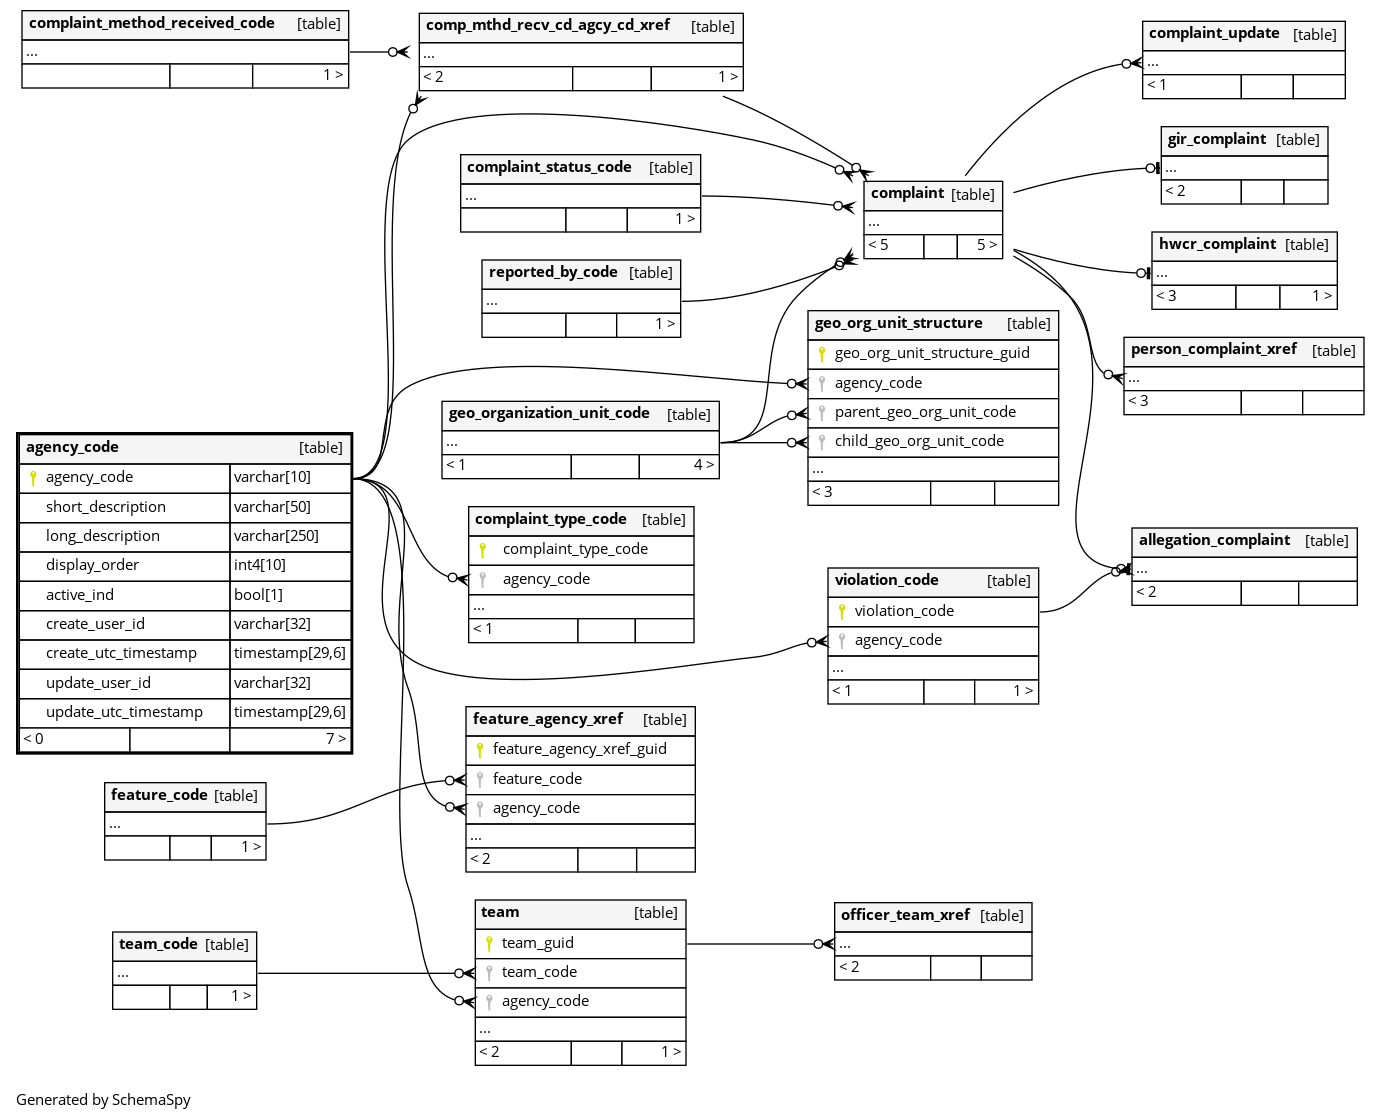 complaint_method_received_code [table]
...
1 >
comp_mthd_recv_cd_agcy_cd_xref [table]
...
< 2 1 >
complaint_update [table]
...
< 1
gir_complaint [table]
...
< 2
complaint_status_code [table]
...
1 >
complaint [table]
...
< 5 5 >
hwcr_complaint [table]
...
< 3 1 >
reported_by_code [table]
...
1 >
geo_org_unit_structure [table]
geo_org_unit_structure_guid
agency_code
parent_geo_org_unit_code
child_geo_org_unit_code
...
< 3
person_complaint_xref [table]
...
< 3
geo_organization_unit_code [table]
...
< 1 4 >
agency_code [table]
agency_code varchar[10]
short_description varchar[50]
long_description varchar[250]
display_order int4[10]
active_ind bool[1]
create_user_id varchar[32]
create_utc_timestamp timestamp[29,6]
update_user_id varchar[32]
update_utc_timestamp timestamp[29,6]
< 0 7 >
complaint_type_code [table]
complaint_type_code
agency_code
...
< 1
allegation_complaint [table]
...
< 2
violation_code [table]
violation_code
agency_code
...
< 1 1 >
feature_agency_xref [table]
feature_agency_xref_guid
feature_code
agency_code
...
< 2
feature_code [table]
...
1 >
team [table]
team_guid
team_code
agency_code
...
< 2 1 >
officer_team_xref [table]
...
< 2
team_code [table]
...
1 >
Generated by SchemaSpy